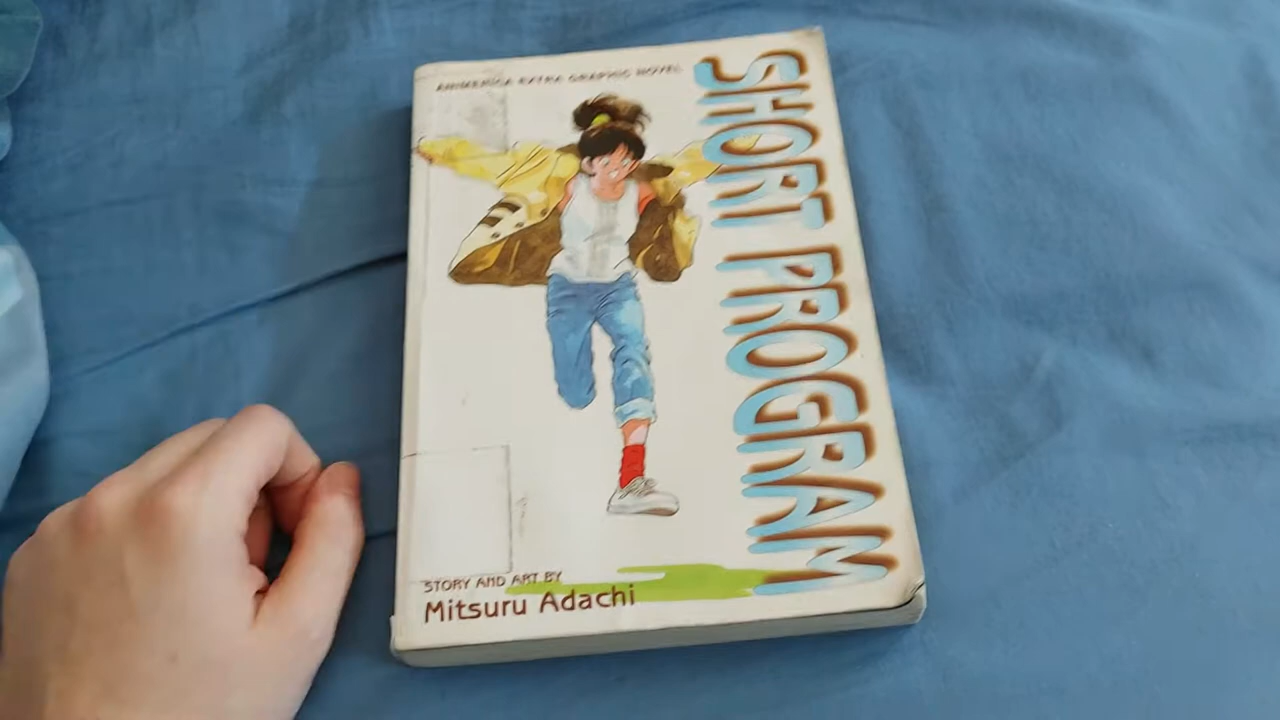 ANIMERICA EXTRA GRAPHIC NOVEL
SHORT PROGRAM
STORY AND ART BY
Mitsuru Adachi